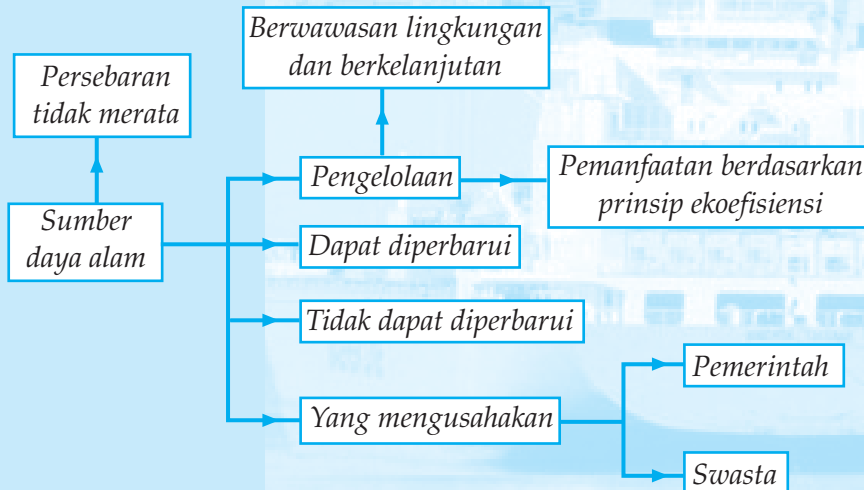 Berwawasan lingkungan
dan berkelanjutan
Persebaran
tidak merata
Pengelolaan
Pemanfaatan berdasarkan
prinsip ekoefisiensi
Sumber
daya alam
Dapat diperbarui
Tidak dapat diperbarui
Yang mengusahakan
Pemerintah
Swasta